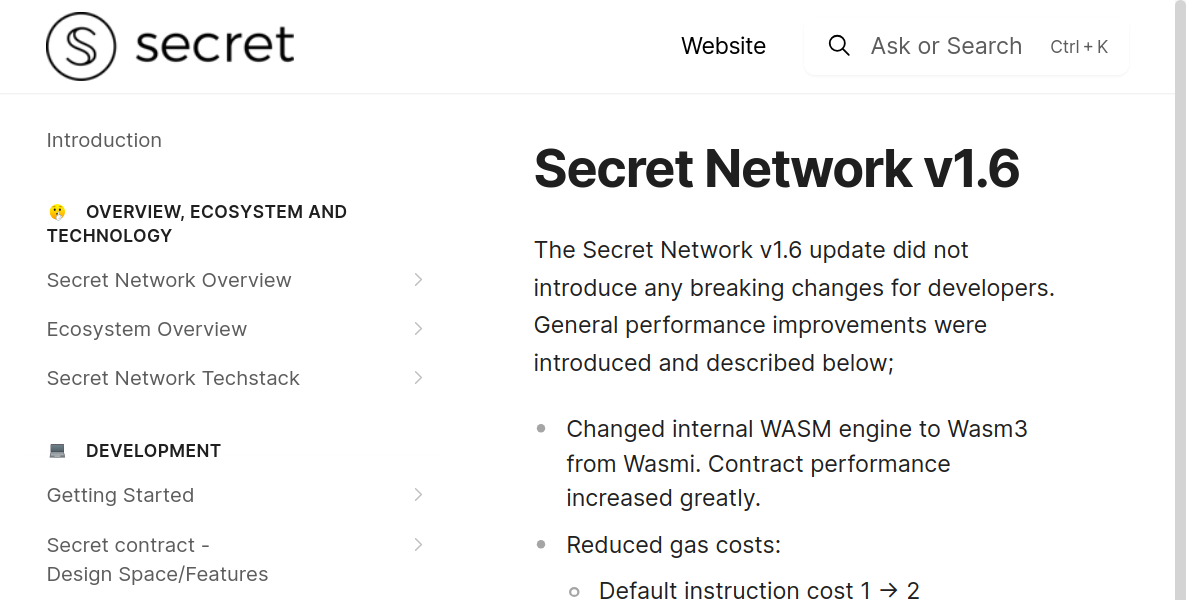 secret
Website
Ask or Search
Ctrl + K
Introduction
OVERVIEW, ECOSYSTEM AND
TECHNOLOGY
Secret Network Overview
Ecosystem Overview
Secret Network Techstack
DEVELOPMENT
Getting Started
Secret contract -
Design Space/Features
Secret Network v1.6
The Secret Network v1.6 update did not
introduce any breaking changes for developers.
General performance improvements were
introduced and described below;
Changed internal WASM engine to Wasm3
from Wasmi. Contract performance
increased greatly.
Reduced gas costs:
Default instruction cost 1 → 2